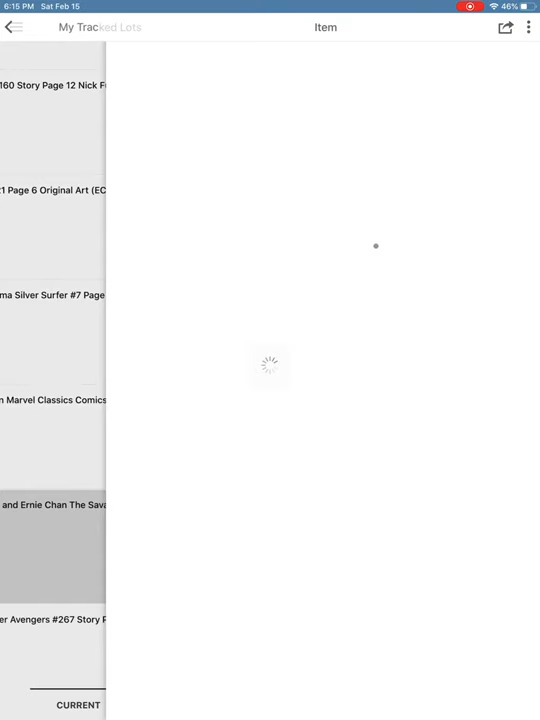 6:15 PM Sat Feb 15 46%
My Tracked Lots Item
160 Story Page 12 Nick F
1 Page 6 Original Art (EC
ma Silver Surfer #7 Page
n Marvel Classics Comics
and Ernie Chan The Sava
er Avengers #267 Story P
CURRENT